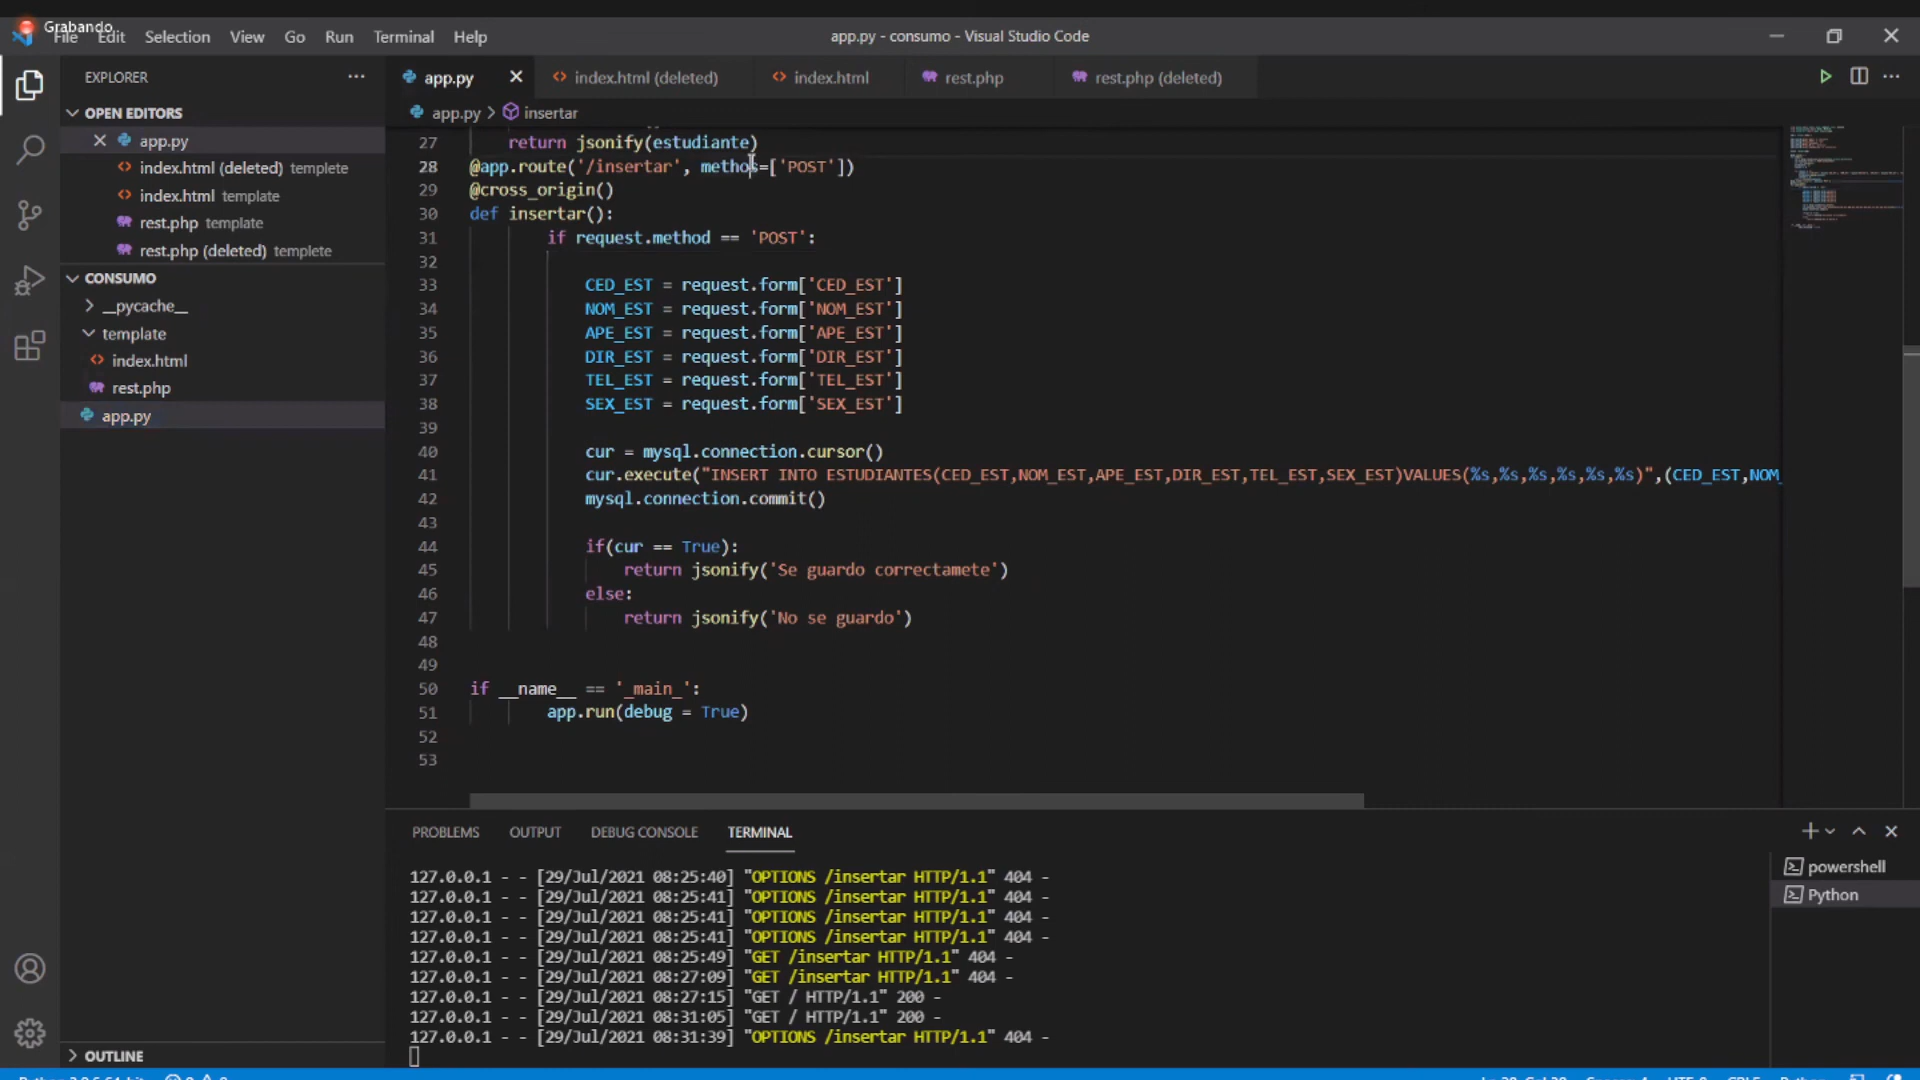 Grabando
File Edit Selection View Go Run Terminal Help
app.py - consumo - Visual Studio Code
EXPLORER
app.py
index.html (deleted)
index.html
rest.php
rest.php (deleted)
app.py > insertar
OPEN EDITORS
app.py
index.html (deleted) templete
index.html template
rest.php template
rest.php (deleted) templete
CONSUMO
__pycache__
template
index.html
rest.php
app.py
OUTLINE
27 return jsonify(estudiante)
28 @app.route('/insertar', methos=['POST'])
29 @cross_origin()
30 def insertar():
31 if request.method == 'POST':
32
33 CED_EST = request.form['CED_EST']
34 NOM_EST = request.form['NOM_EST']
35 APE_EST = request.form['APE_EST']
36 DIR_EST = request.form['DIR_EST']
37 TEL_EST = request.form['TEL_EST']
38 SEX_EST = request.form['SEX_EST']
39
40 cur = mysql.connection.cursor()
41 cur.execute("INSERT INTO ESTUDIANTES(CED_EST,NOM_EST,APE_EST,DIR_EST,TEL_EST,SEX_EST)VALUES(%s,%s,%s,%s,%s,%s)",(CED_EST,NOM_
42 mysql.connection.commit()
43
44 if(cur == True):
45 return jsonify('Se guardo correctamete')
46 else:
47 return jsonify('No se guardo')
48
49
50 if __name__ == '_main_':
51 app.run(debug = True)
52
53
PROBLEMS OUTPUT DEBUG CONSOLE TERMINAL
127.0.0.1 - - [29/Jul/2021 08:25:40] "OPTIONS /insertar HTTP/1.1" 404 -
127.0.0.1 - - [29/Jul/2021 08:25:41] "OPTIONS /insertar HTTP/1.1" 404 -
127.0.0.1 - - [29/Jul/2021 08:25:41] "OPTIONS /insertar HTTP/1.1" 404 -
127.0.0.1 - - [29/Jul/2021 08:25:41] "OPTIONS /insertar HTTP/1.1" 404 -
127.0.0.1 - - [29/Jul/2021 08:25:49] "GET /insertar HTTP/1.1" 404 -
127.0.0.1 - - [29/Jul/2021 08:27:09] "GET /insertar HTTP/1.1" 404 -
127.0.0.1 - - [29/Jul/2021 08:27:15] "GET / HTTP/1.1" 200 -
127.0.0.1 - - [29/Jul/2021 08:31:05] "GET / HTTP/1.1" 200 -
127.0.0.1 - - [29/Jul/2021 08:31:39] "OPTIONS /insertar HTTP/1.1" 404 -
powershell
Python